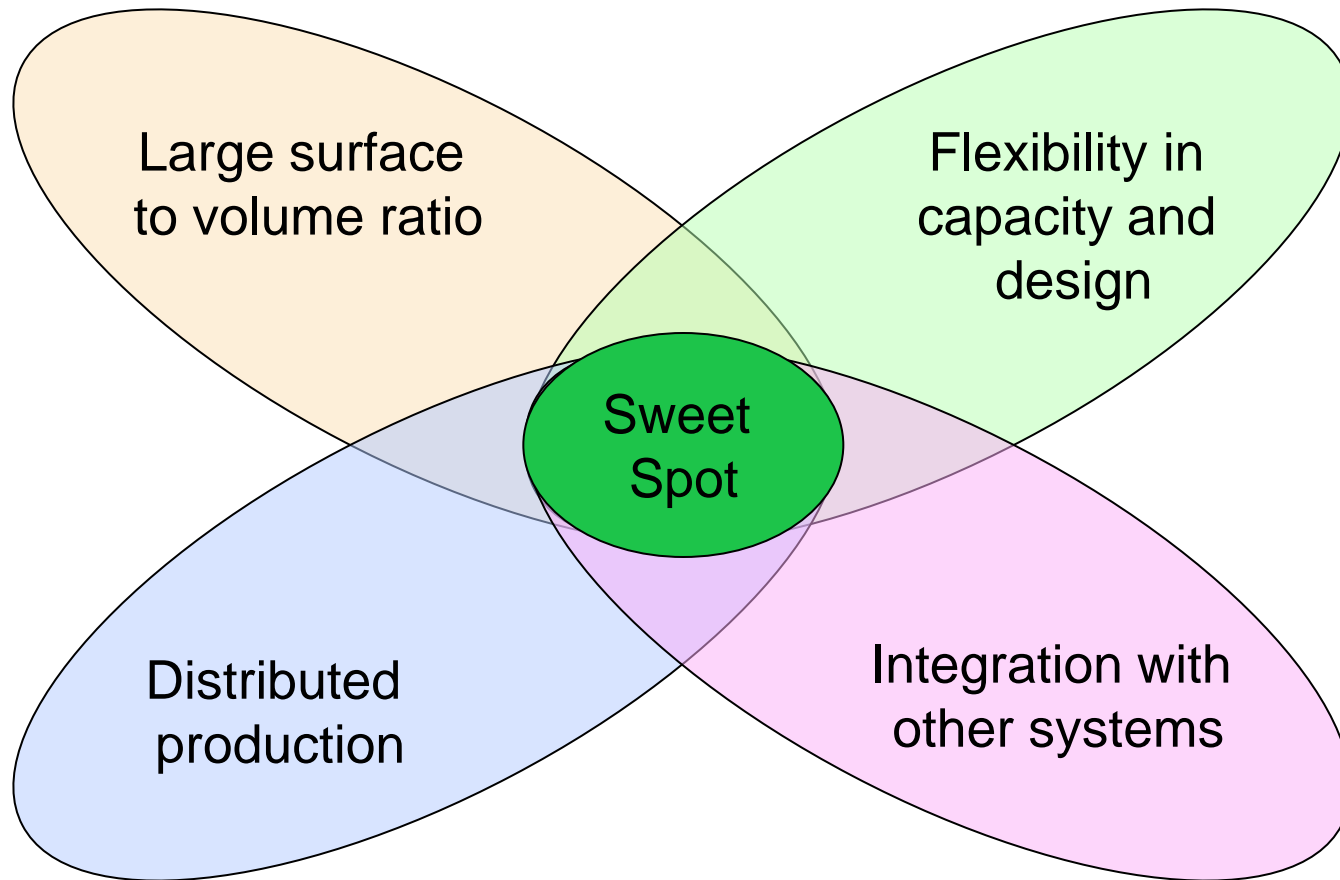 Large surface
to volume ratio
Flexibility in
capacity and
design
Sweet
Spot
Distributed
production
Integration with
other systems